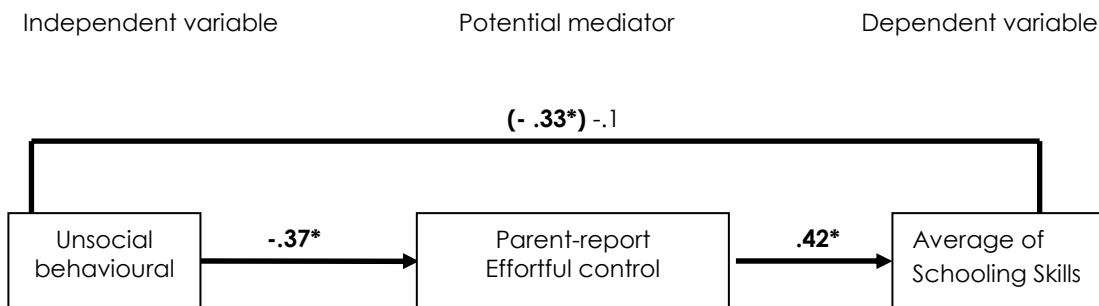 Independent variable Potential mediator Dependent variable
(- .33*) -.1
Unsocial
behavioural
-.37*
Parent-report
Effortful control
.42*
Average of
Schooling Skills